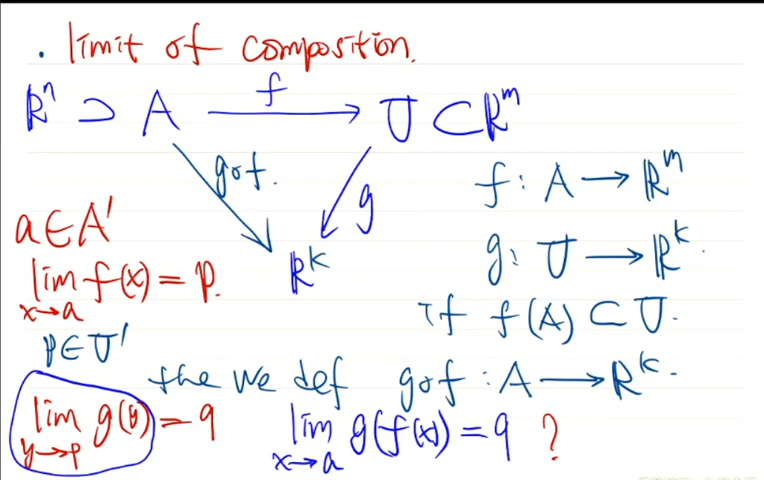 · limit of composition.
f
ℝⁿ ⊃ A ⟶ U ⊂ ℝᵐ
g∘f.
g
ℝᵏ
f : A ⟶ ℝᵐ
g : U ⟶ ℝᵏ.
If f(A) ⊂ U.
the we def g∘f : A ⟶ ℝᵏ.
a ∈ A′
lim f(x) = p.
x→a
p ∈ U′
lim g(y) = q
y→p
lim g(f(x)) = q ?
x→a